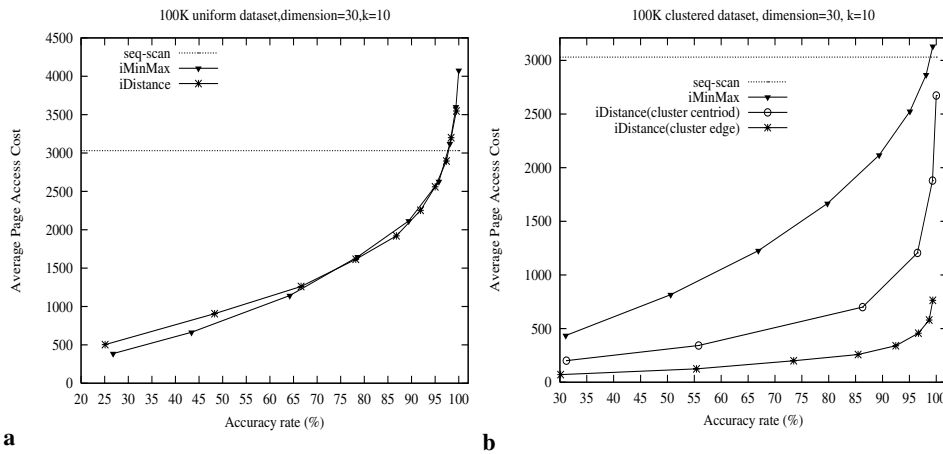 100K uniform dataset,dimension=30,k=10
4500
4000
3500
3000
2500
2000
1500
1000
500
0
Average Page Access Cost
seq-scan
iMinMax
iDistance
20 25 30 35 40 45 50 55 60 65 70 75 80 85 90 95 100
Accuracy rate (%)
a
100K clustered dataset, dimension=30, k=10
3000
2500
2000
1500
1000
500
0
Average Page Access Cost
seq-scan
iMinMax
iDistance(cluster centriod)
iDistance(cluster edge)
30 35 40 45 50 55 60 65 70 75 80 85 90 95 100
Accuracy rate (%)
b